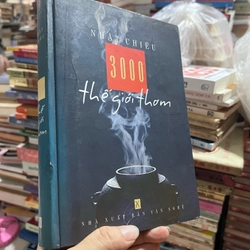 NHẬT CHIÊU
3000
thế giới thơm
NHÀ XUẤT BẢN VĂN NGHỆ